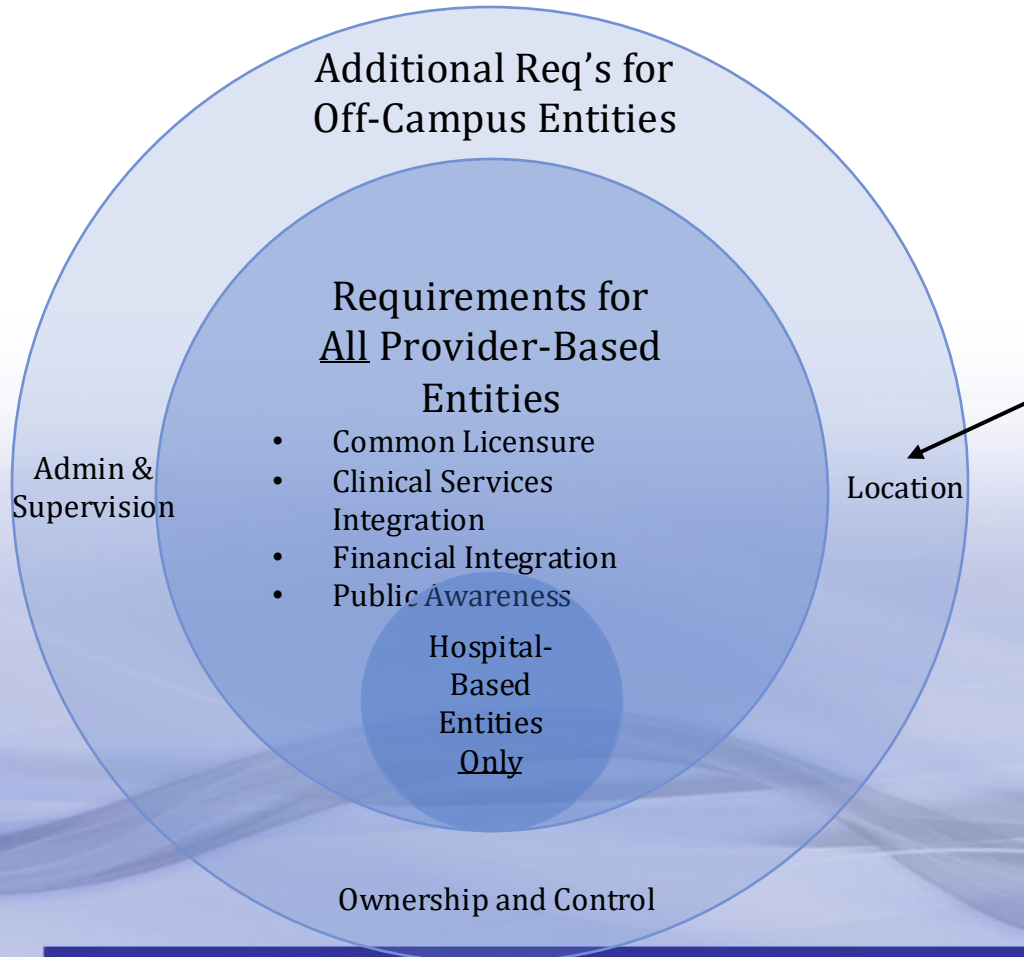 Additional Req’s for
Off-Campus Entities
Requirements for
All Provider-Based
Entities
• Common Licensure
• Clinical Services
Integration
• Financial Integration
• Public Awareness
Admin &
Supervision
Location
Hospital-
Based
Entities
Only
Ownership and Control